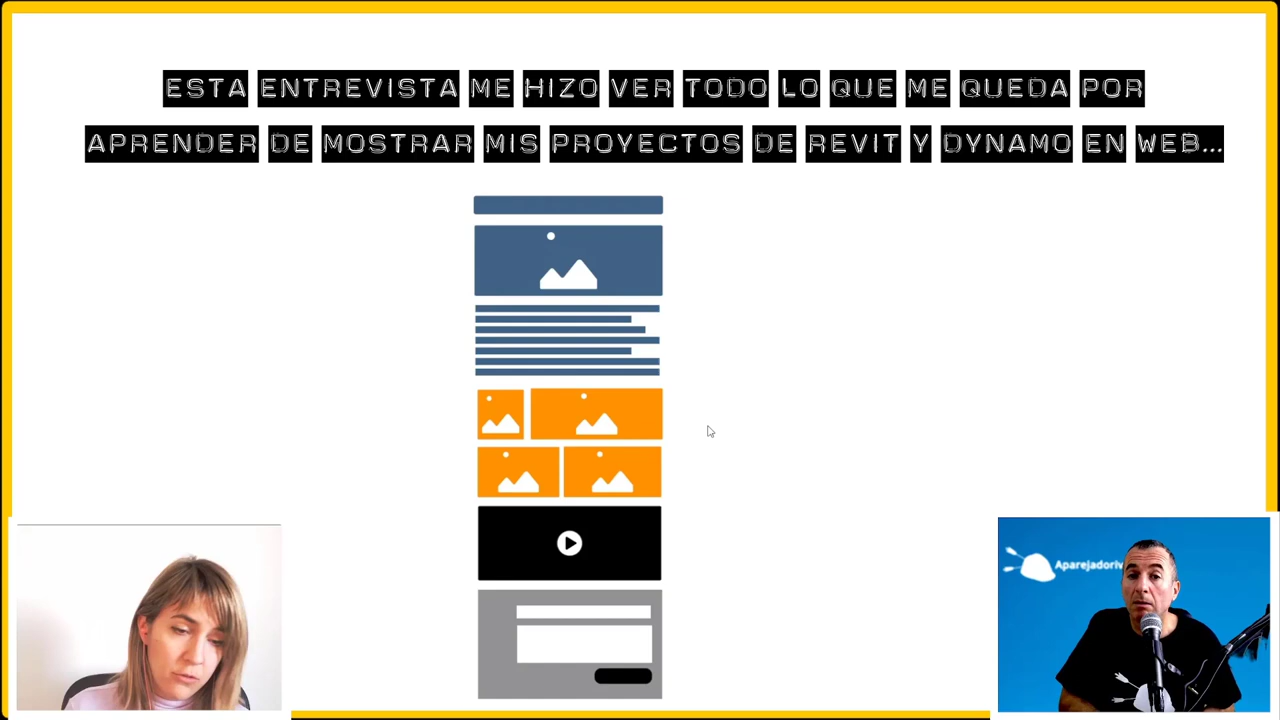 ESTA ENTREVISTA ME HIZO VER TODO LO QUE ME QUEDA POR
APRENDER DE MOSTRAR MIS PROYECTOS DE REVIT Y DYNAMO EN WEB...